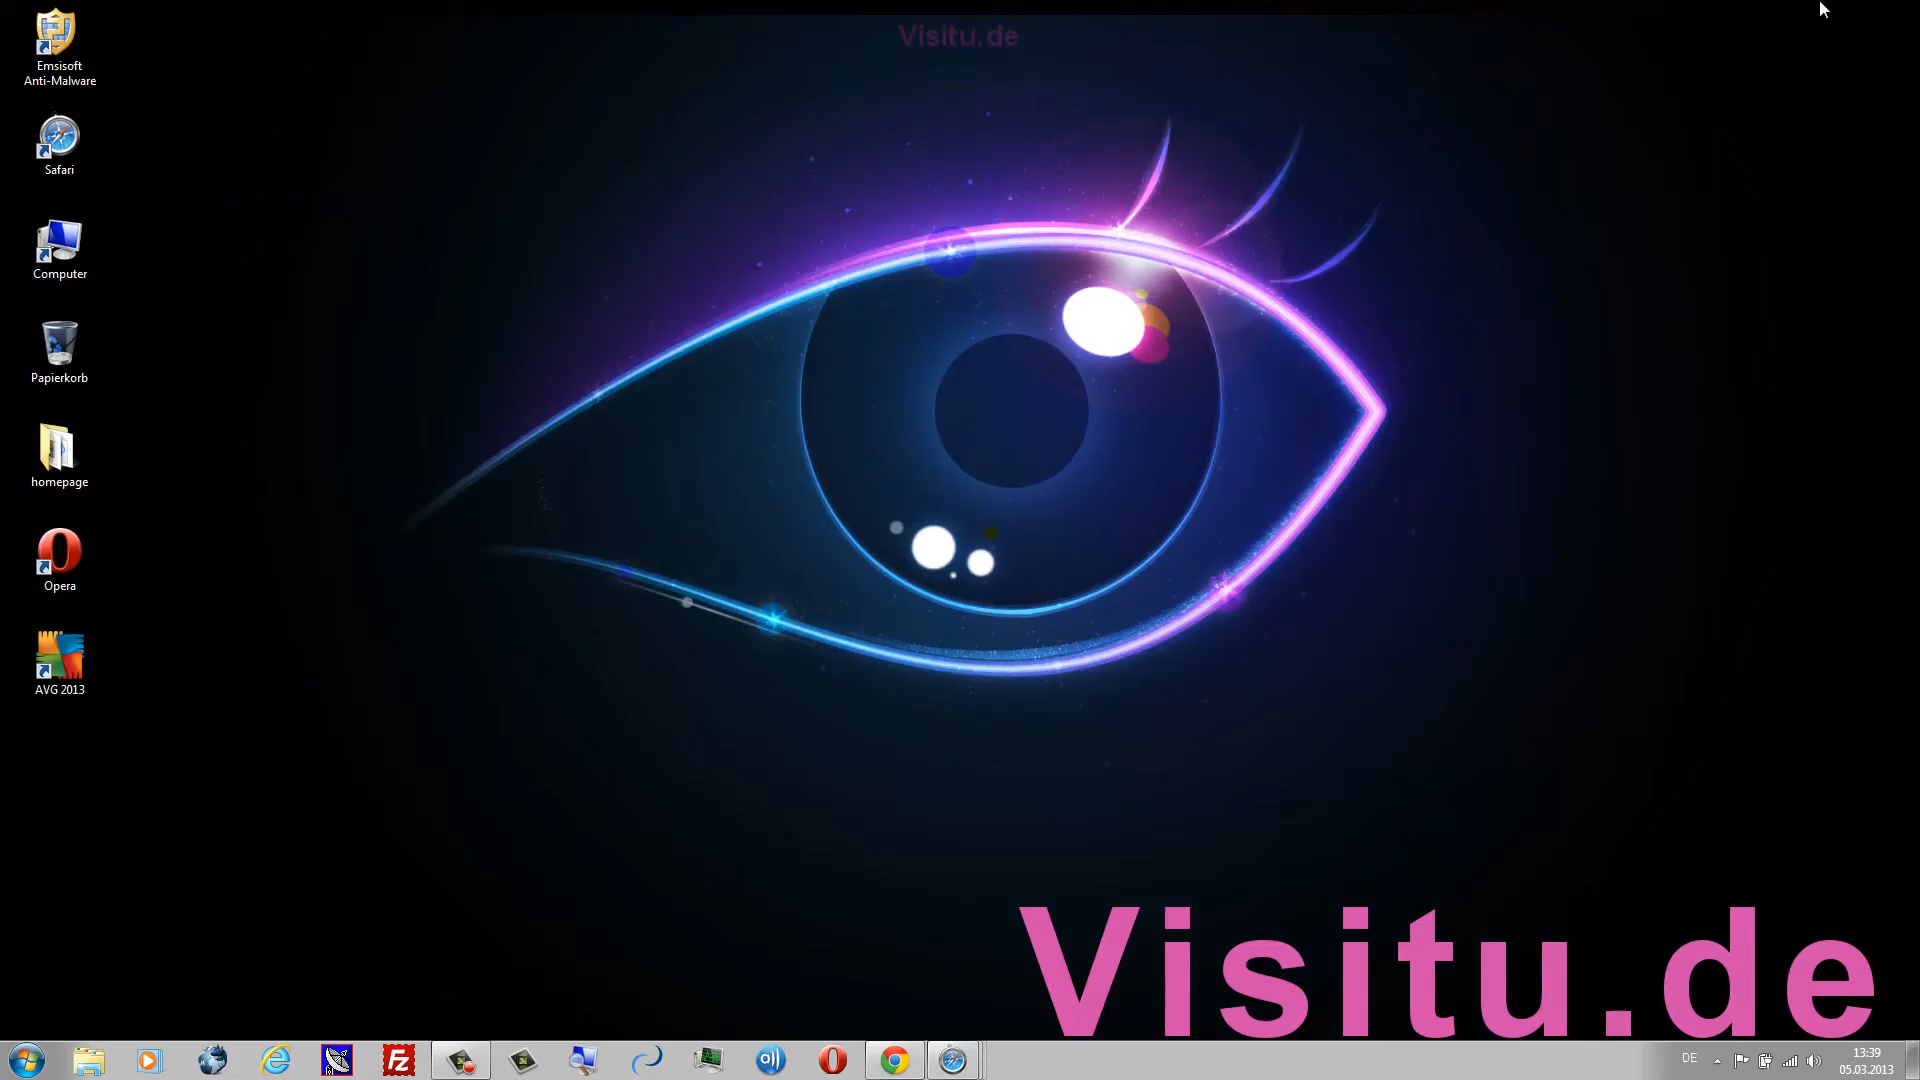 Visitu.de
Emsisoft
Anti-Malware
Safari
Computer
Papierkorb
homepage
Opera
AVG 2013
Visitu.de
DE
13:39
05.03.2013